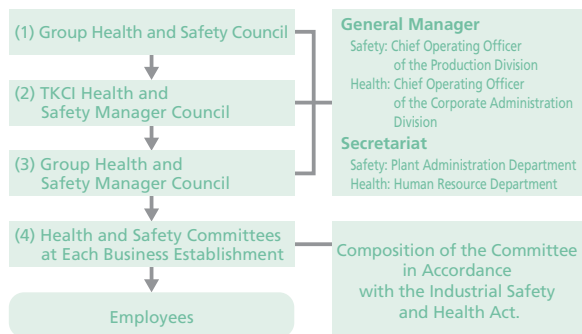 (1) Group Health and Safety Council
(2) TKCI Health and
Safety Manager Council
(3) Group Health and
Safety Manager Council
(4) Health and Safety Committees
at Each Business Establishment
Employees
General Manager
Safety: Chief Operating Officer
of the Production Division
Health: Chief Operating Officer
of the Corporate Administration
Division
Secretariat
Safety: Plant Administration Department
Health: Human Resource Department
Composition of the Committee
in Accordance
with the Industrial Safety
and Health Act.